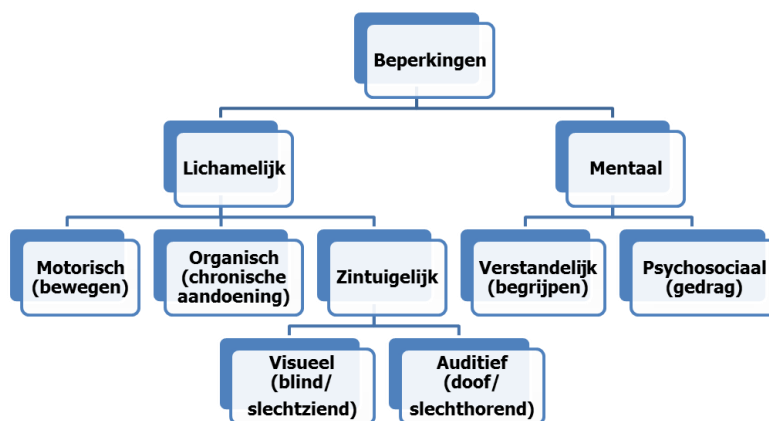 Beperkingen
Lichamelijk
Mentaal
Motorisch
(bewegen)
Organisch
(chronische
aandoening)
Zintuigelijk
Verstandelijk
(begrijpen)
Psychosociaal
(gedrag)
Visueel
(blind/
slechtziend)
Auditief
(doof/
slechthorend)